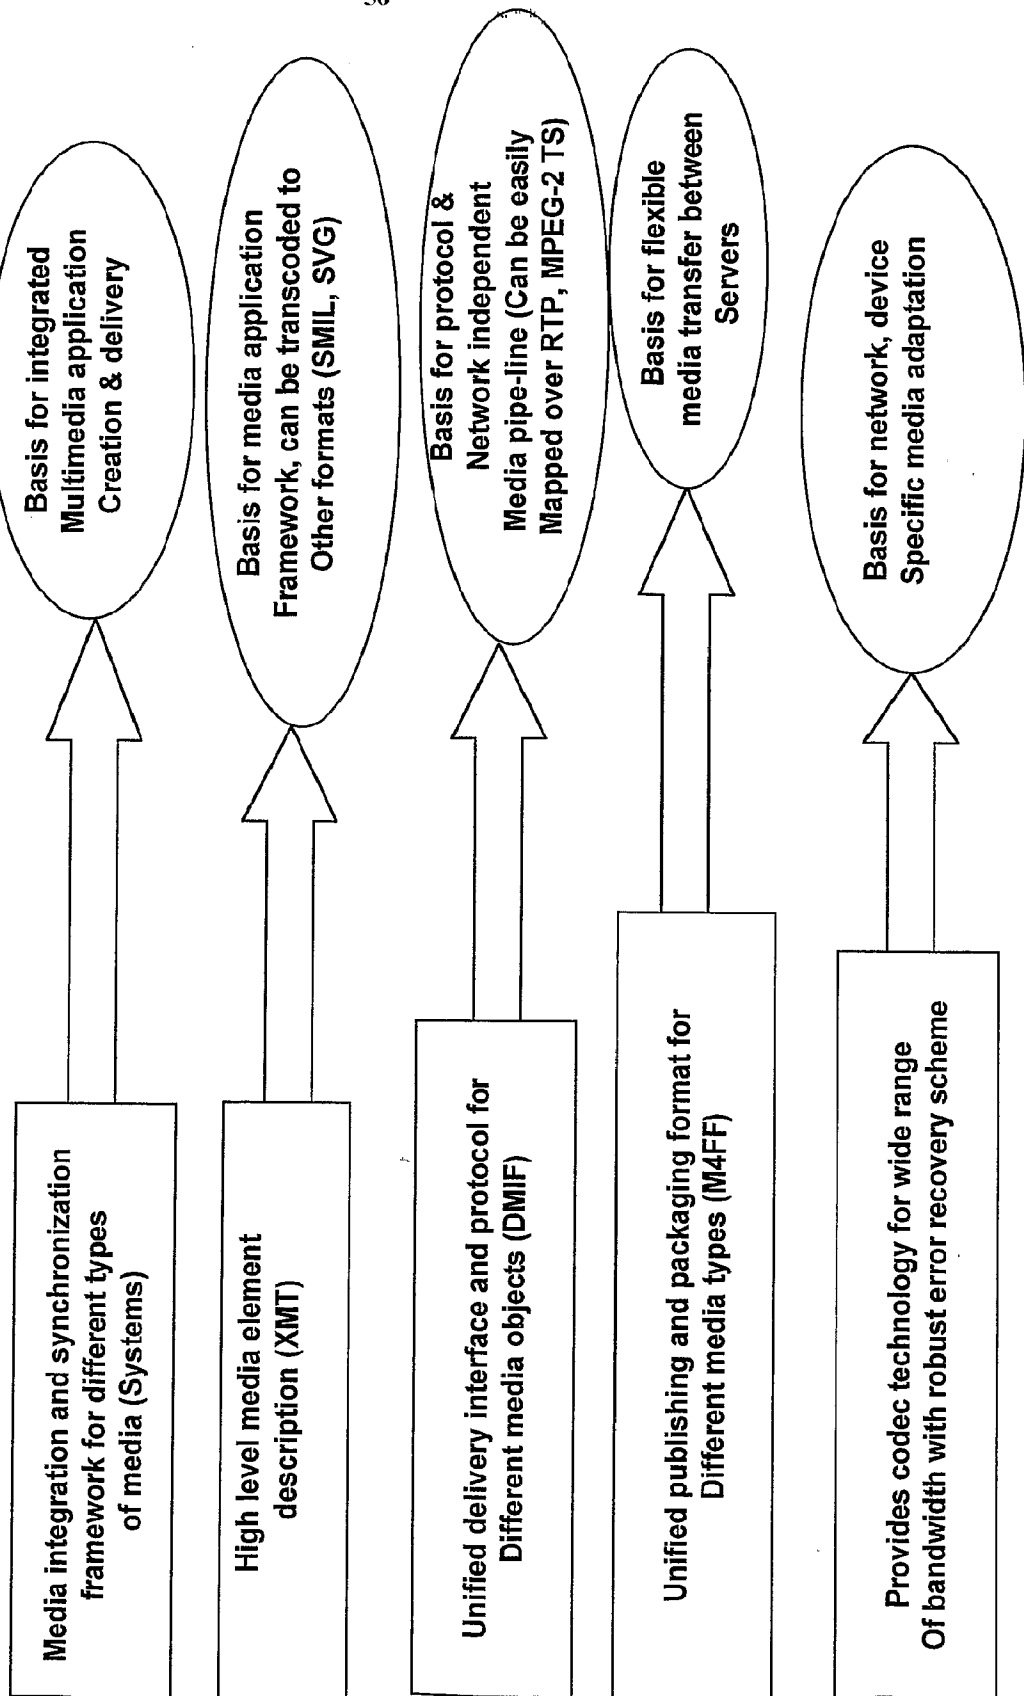 Media integration and synchronization
framework for different types
of media (Systems)
Basis for integrated
Multimedia application
Creation & delivery
High level media element
description (XMT)
Basis for media application
Framework, can be transcoded to
Other formats (SMIL, SVG)
Unified delivery interface and protocol for
Different media objects (DMIF)
Basis for protocol &
Network independent
Media pipe-line (Can be easily
Mapped over RTP, MPEG-2 TS)
Unified publishing and packaging format for
Different media types (M4FF)
Basis for flexible
media transfer between
Servers
Provides codec technology for wide range
Of bandwidth with robust error recovery scheme
Basis for network, device
Specific media adaptation